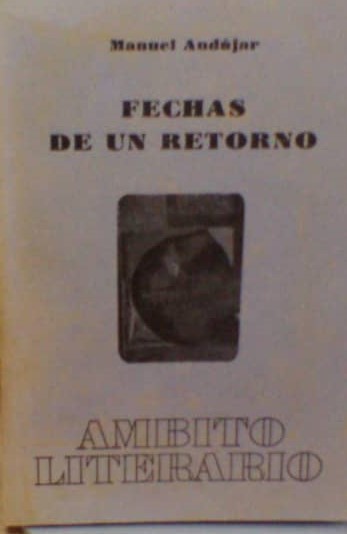 Manuel Andújar
FECHAS
DE UN RETORNO
AMBITO
LITERARIO